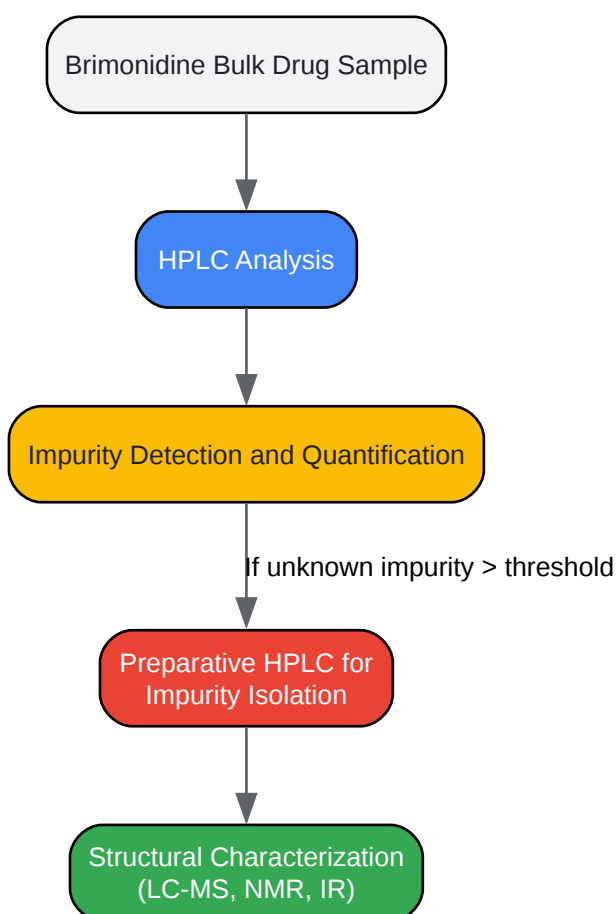 Brimonidine Bulk Drug Sample
HPLC Analysis
Impurity Detection and Quantification
If unknown impurity > threshold
Preparative HPLC for
Impurity Isolation
Structural Characterization
(LC-MS, NMR, IR)